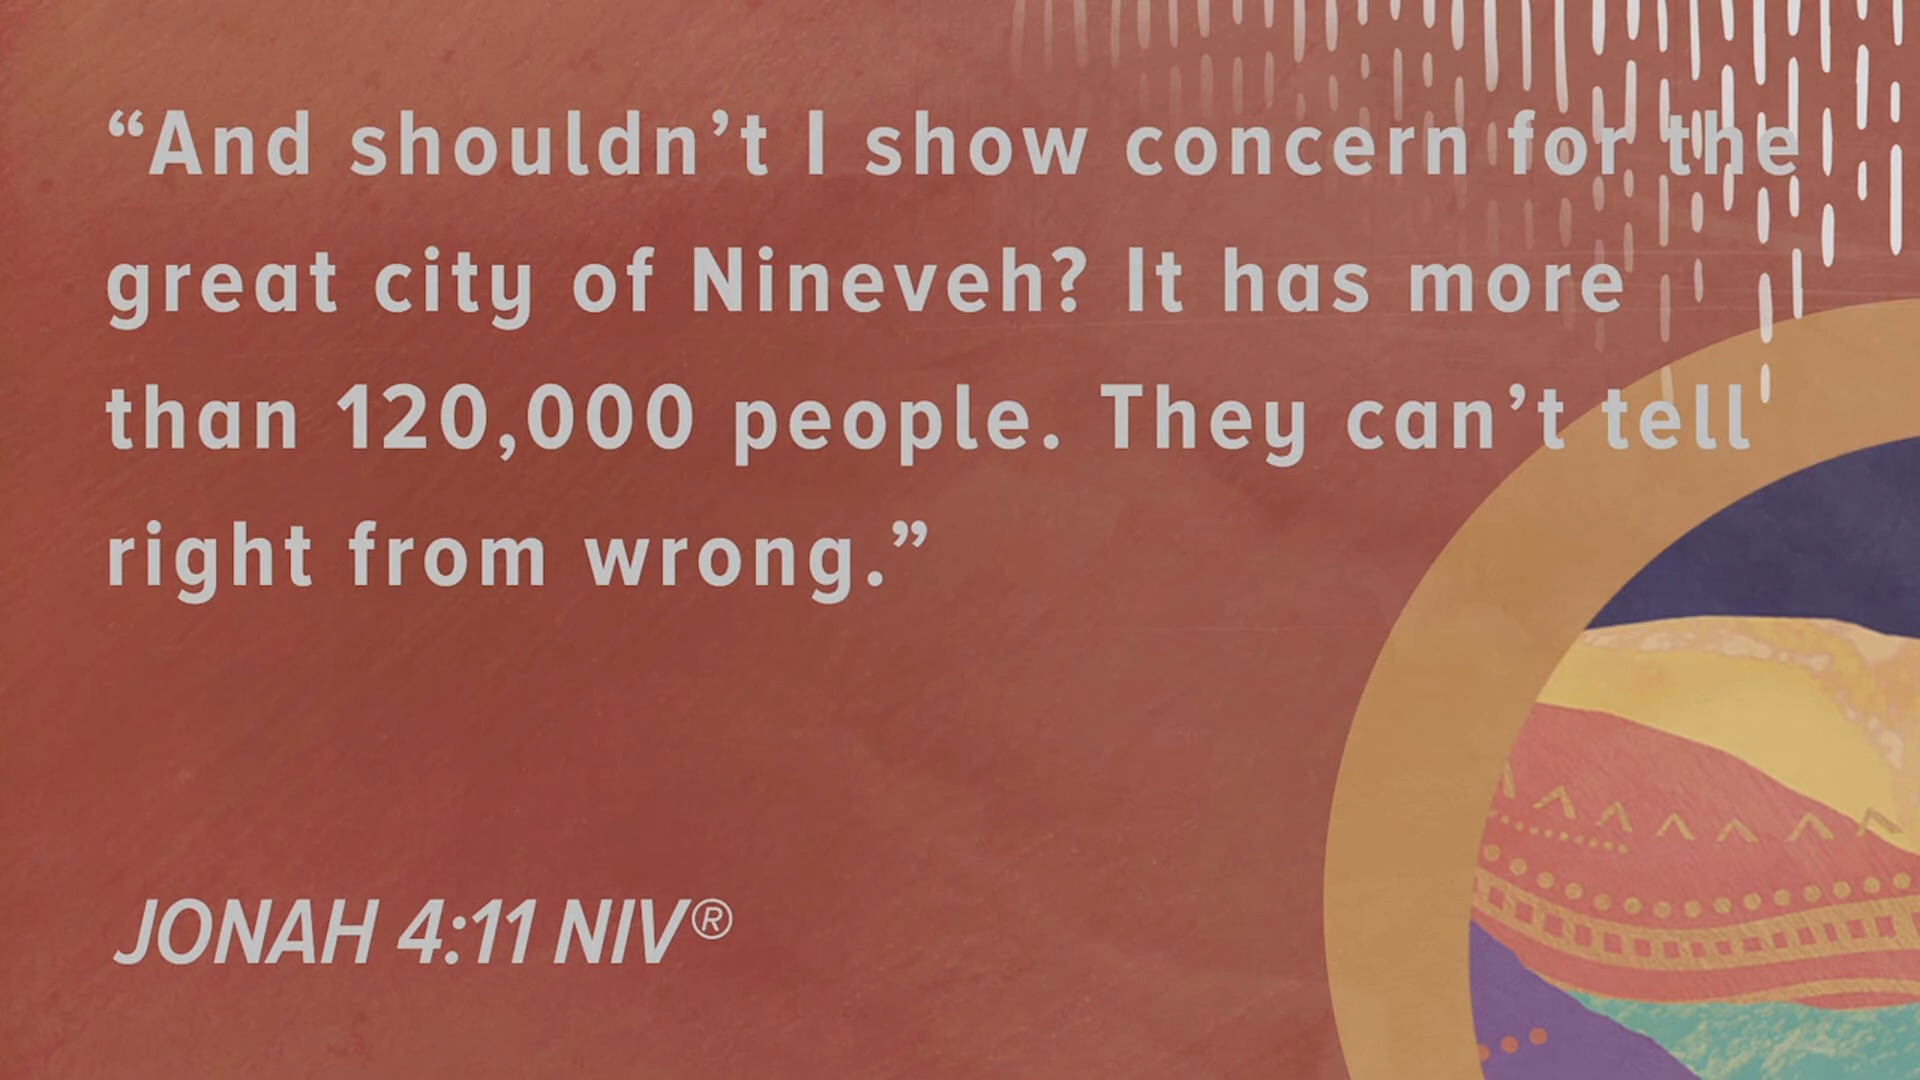 “And shouldn’t I show concern for the
great city of Nineveh? It has more
than 120,000 people. They can’t tell
right from wrong.”
JONAH 4:11 NIV®